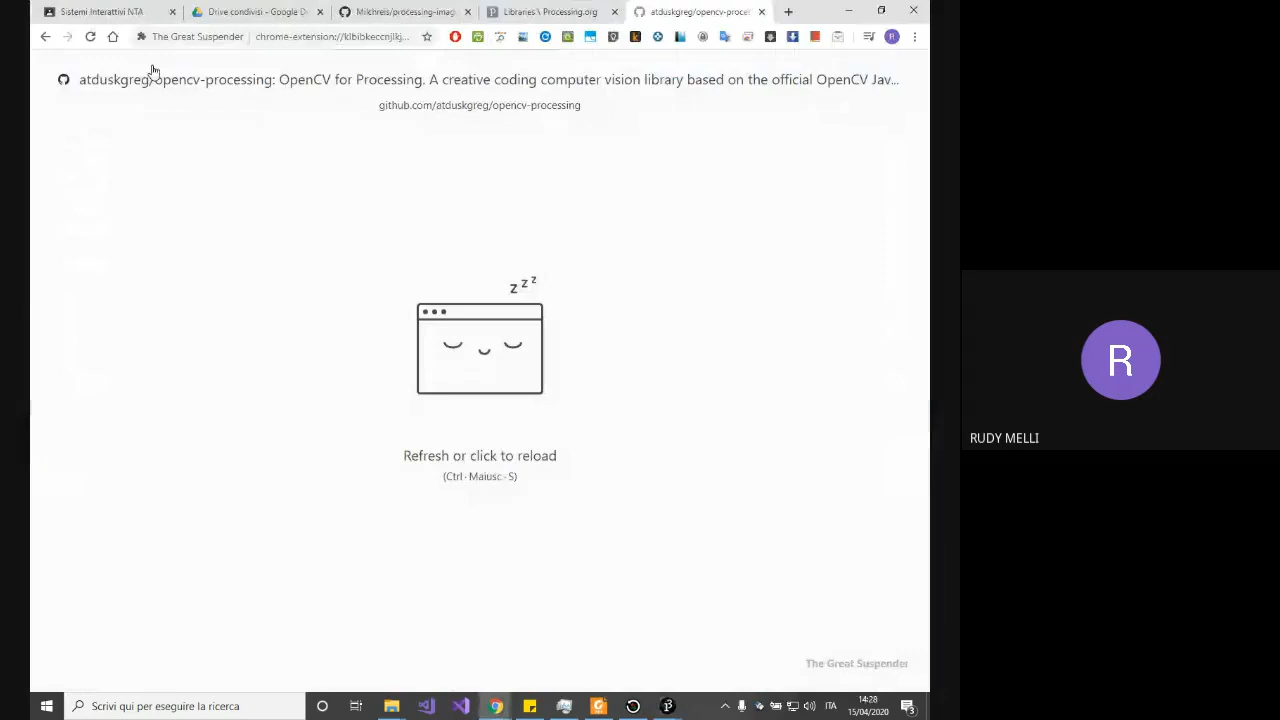 Sistemi Interattivi NTA
Drive condivisi - Google D
Milchreis/processing-imag
Libraries \ Processing.org
atduskgreg/opencv-proces
The Great Suspender
chrome-extension://klbibkeccnjlkj...
R
atduskgreg/opencv-processing: OpenCV for Processing. A creative coding computer vision library based on the official OpenCV Jav...
github.com/atduskgreg/opencv-processing
z z z
Refresh or click to reload
(Ctrl · Maiusc · S)
The Great Suspender
R
RUDY MELLI
Scrivi qui per eseguire la ricerca
ITA
14:28
15/04/2020
3